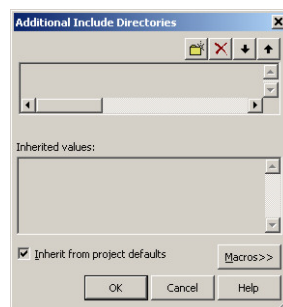 Additional Include Directories
Inherited values:
Inherit from project defaults
Macros>>
OK Cancel Help